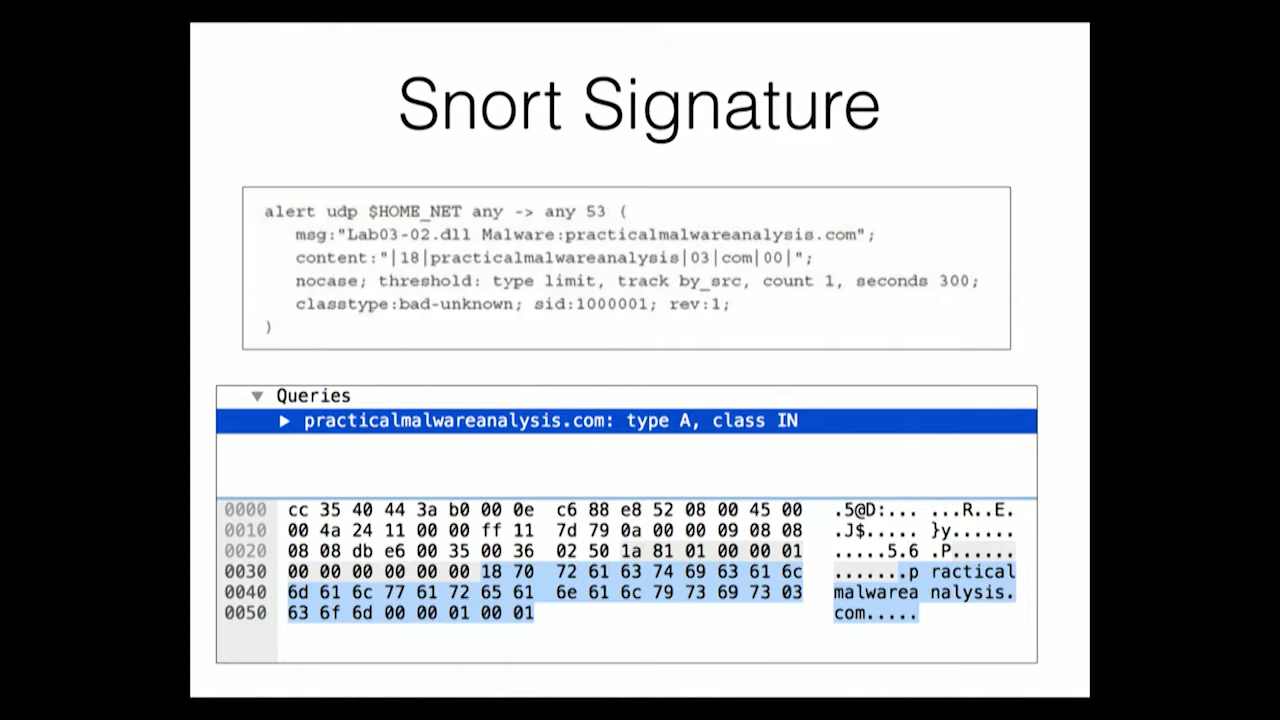 Snort Signature
alert udp $HOME_NET any -> any 53 (
msg:"Lab03-02.dll Malware:practicalmalwareanalysis.com";
content:"|18|practicalmalwareanalysis|03|com|00|";
nocase; threshold: type limit, track by_src, count 1, seconds 300;
classtype:bad-unknown; sid:1000001; rev:1;
)
▼ Queries
▶ practicalmalwareanalysis.com: type A, class IN
0000 cc 35 40 44 3a b0 00 0e c6 88 e8 52 08 00 45 00 .5@D:... ...R..E.
0010 00 4a 24 11 00 00 ff 11 7d 79 0a 00 00 09 08 08 .J$..... }y......
0020 08 08 db e6 00 35 00 36 02 50 1a 81 01 00 00 01 .....5.6 .P......
0030 00 00 00 00 00 00 18 70 72 61 63 74 69 63 61 6c .......p ractical
0040 6d 61 6c 77 61 72 65 61 6e 61 6c 79 73 69 73 03 malwarea nalysis.
0050 63 6f 6d 00 00 01 00 01 com.....